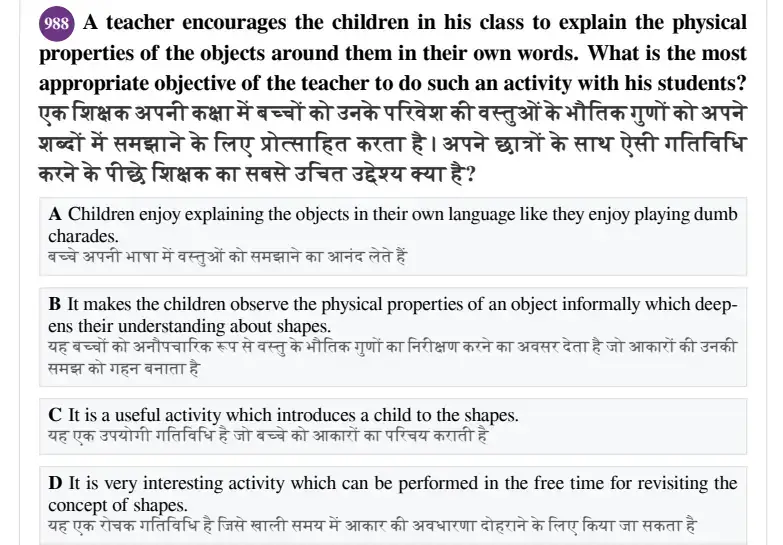 988 A teacher encourages the children in his class to explain the physical
properties of the objects around them in their own words. What is the most
appropriate objective of the teacher to do such an activity with his students?
एक शिक्षक अपनी कक्षा में बच्चों को उनके परिवेश की वस्तुओं के भौतिक गुणों को अपने
शब्दों में समझाने के लिए प्रोत्साहित करता है। अपने छात्रों के साथ ऐसी गतिविधि
करने के पीछे शिक्षक का सबसे उचित उद्देश्य क्या है?
A Children enjoy explaining the objects in their own language like they enjoy playing dumb
charades.
बच्चे अपनी भाषा में वस्तुओं को समझाने का आनंद लेते हैं
B It makes the children observe the physical properties of an object informally which deep-
ens their understanding about shapes.
यह बच्चों को अनौपचारिक रूप से वस्तु के भौतिक गुणों का निरीक्षण करने का अवसर देता है जो आकारों की उनकी
समझ को गहन बनाता है
C It is a useful activity which introduces a child to the shapes.
यह एक उपयोगी गतिविधि है जो बच्चे को आकारों का परिचय कराती है
D It is very interesting activity which can be performed in the free time for revisiting the
concept of shapes.
यह एक रोचक गतिविधि है जिसे खाली समय में आकार की अवधारणा दोहराने के लिए किया जा सकता है